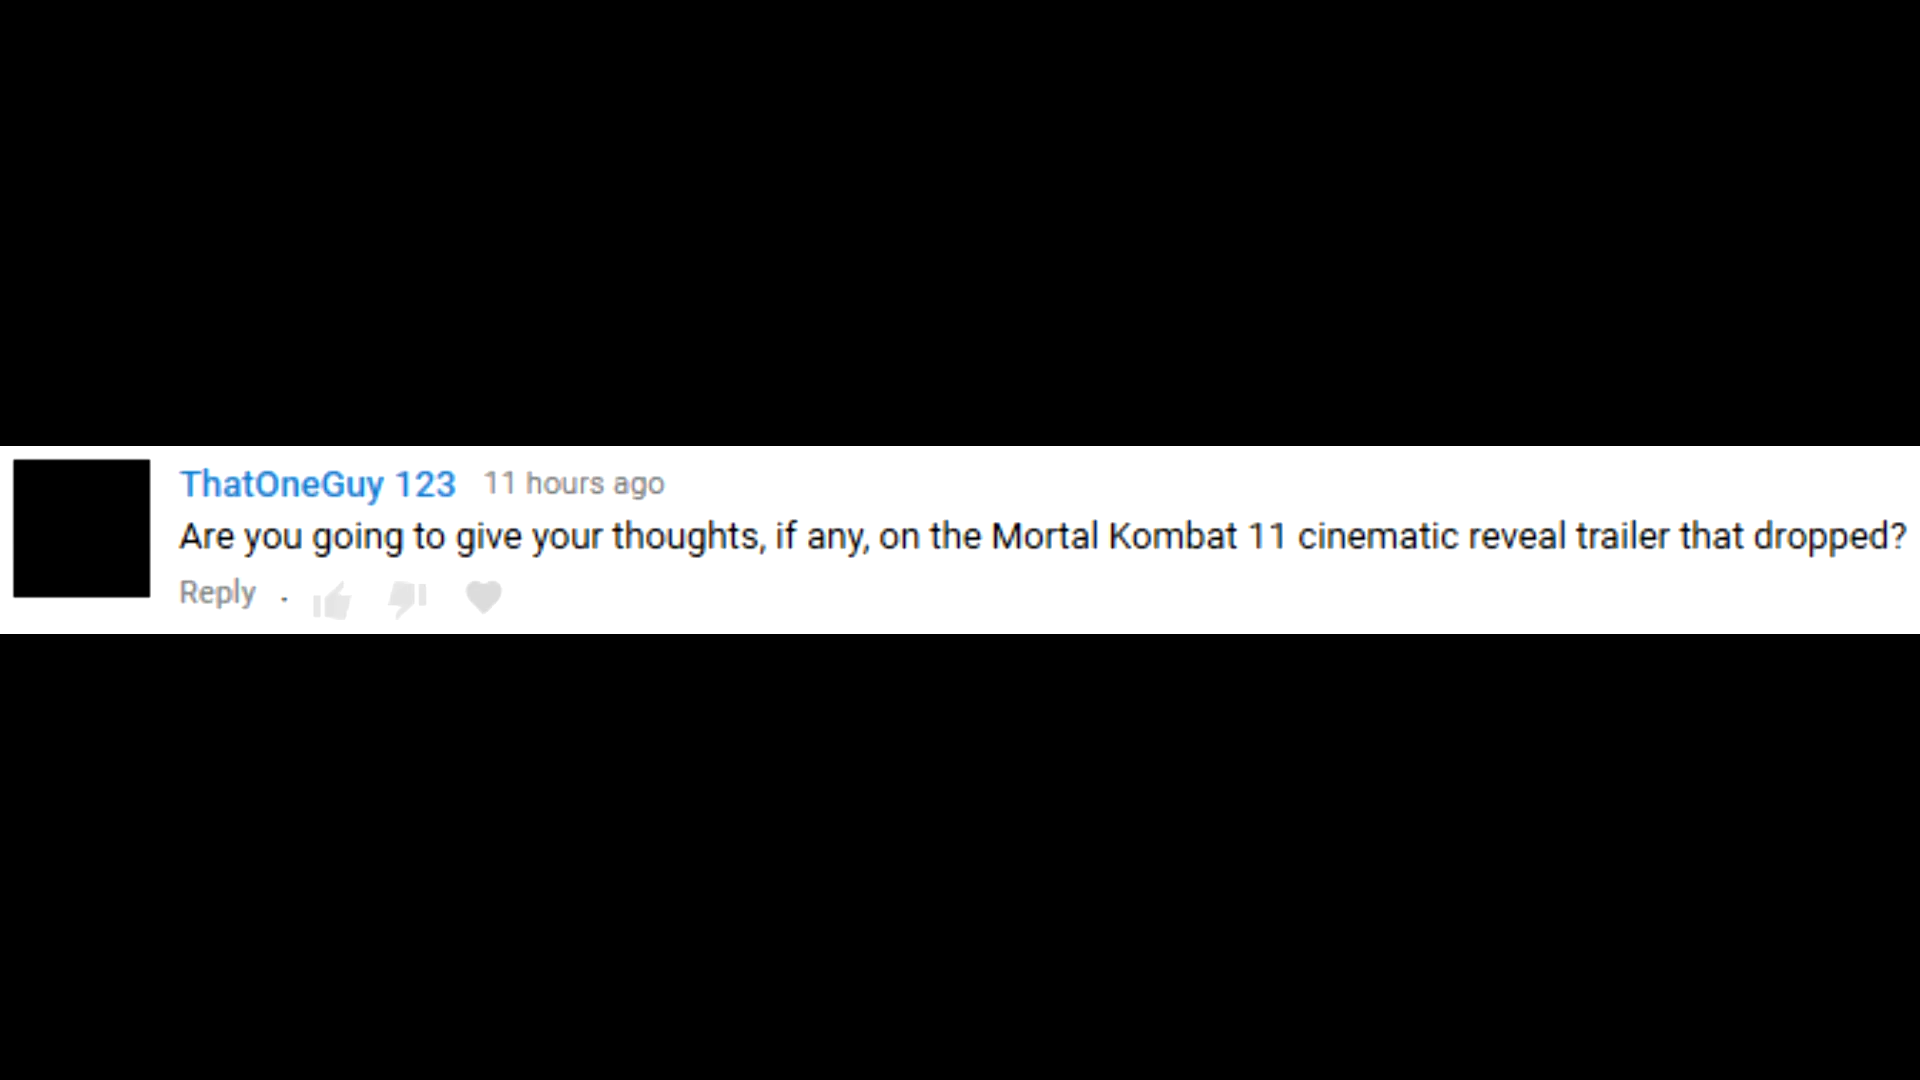 ThatOneGuy 123 11 hours ago
Are you going to give your thoughts, if any, on the Mortal Kombat 11 cinematic reveal trailer that dropped?
Reply .